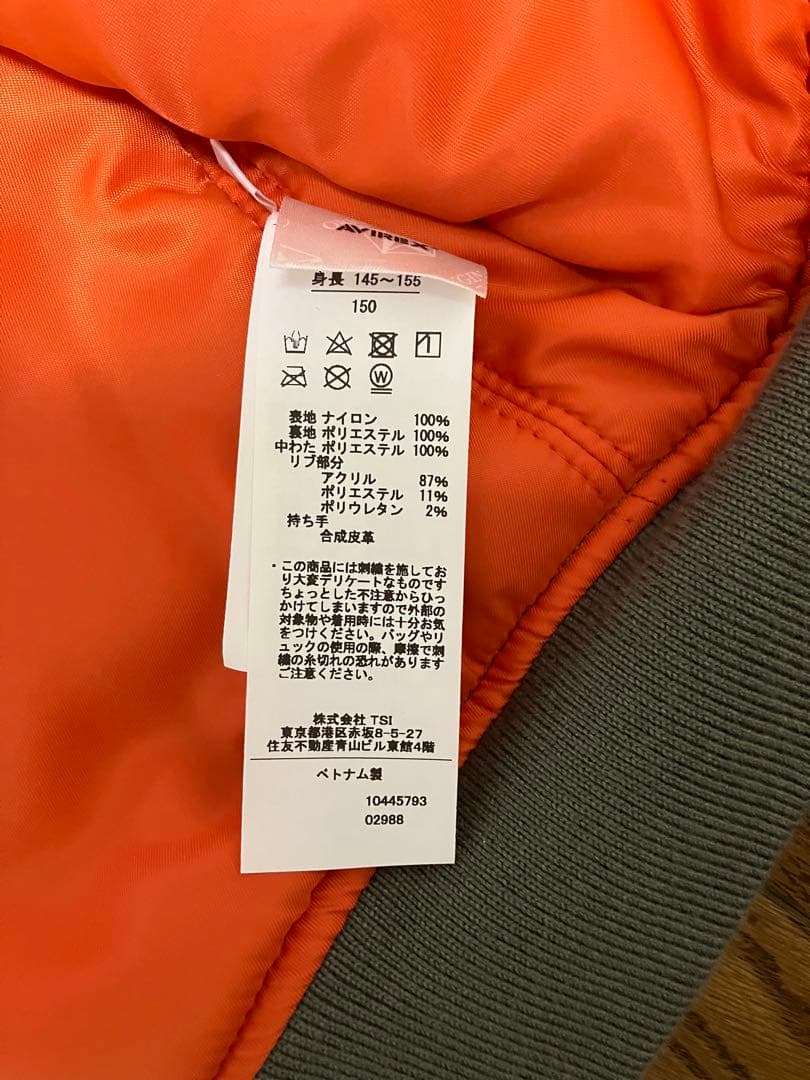 AVIREX
身長 145～155
150
W
表地 ナイロン 100%
裏地 ポリエステル 100%
中わた ポリエステル 100%
リブ部分
アクリル 87%
ポリエステル 11%
ポリウレタン 2%
持ち手
合成皮革
・この商品には刺繍を施してお
り大変デリケートなものです
ちょっとした不注意からひっ
かけてしまいますので外部の
対象物や着用時には十分お気
をつけください。バッグやリ
ュックの使用の際、摩擦で刺
繍の糸切れの恐れがあります
ご注意ください。
株式会社 TSI
東京都港区赤坂8-5-27
住友不動産青山ビル東館4階
ベトナム製
10445793
02988